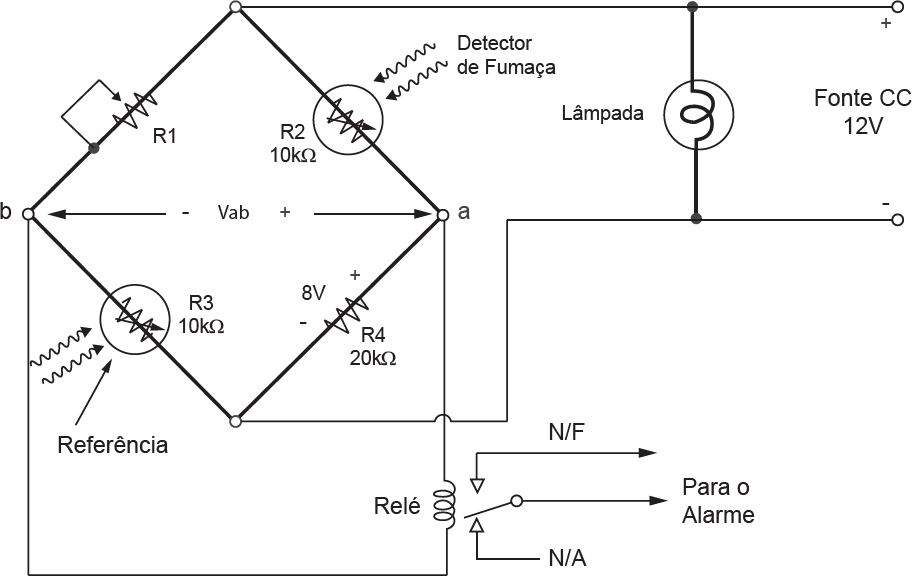 +
Detector
de Fumaça
Lâmpada
Fonte CC
12V
R1
R2
10kΩ
b
- Vab +
a
-
+
8V
-
R3
10kΩ
R4
20kΩ
Referência
N/F
Relé
Para o
Alarme
N/A